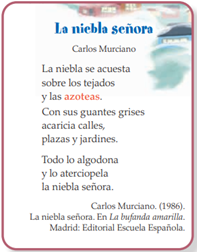 La niebla señora
Carlos Murciano
La niebla se acuesta
sobre los tejados
y las azoteas.
Con sus guantes grises
acaricia calles,
plazas y jardines.
Todo lo algodona
y lo aterciopela
la niebla señora.
Carlos Murciano. (1986).
La niebla señora. En La bufanda amarilla.
Madrid: Editorial Escuela Española.